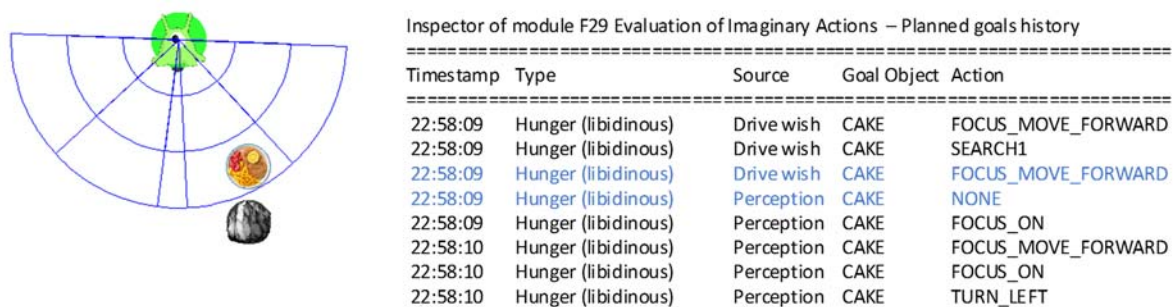 Inspector of module F29 Evaluation of Imaginary Actions – Planned goals history
================================================================================
Timestamp Type Source Goal Object Action
================================================================================
22:58:09 Hunger (libidinous) Drive wish CAKE FOCUS_MOVE_FORWARD
22:58:09 Hunger (libidinous) Drive wish CAKE SEARCH1
22:58:09 Hunger (libidinous) Drive wish CAKE FOCUS_MOVE_FORWARD
22:58:09 Hunger (libidinous) Perception CAKE NONE
22:58:09 Hunger (libidinous) Perception CAKE FOCUS_ON
22:58:10 Hunger (libidinous) Perception CAKE FOCUS_MOVE_FORWARD
22:58:10 Hunger (libidinous) Perception CAKE FOCUS_ON
22:58:10 Hunger (libidinous) Perception CAKE TURN_LEFT